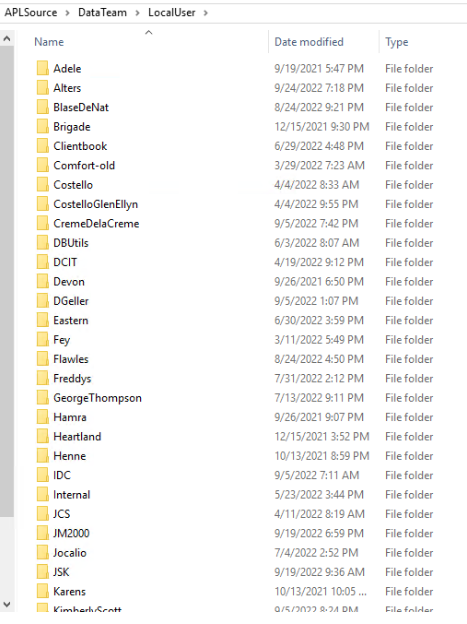 APLSource > DataTeam > LocalUser >
Name Date modified Type
Adele 9/19/2021 5:47 PM File folder
Alters 9/24/2022 7:18 PM File folder
BlaseDeNat 8/24/2022 9:21 PM File folder
Brigade 12/15/2021 9:30 PM File folder
Clientbook 6/29/2022 4:48 PM File folder
Comfort-old 3/29/2022 7:23 AM File folder
Costello 4/4/2022 8:33 AM File folder
CostelloGlenEllyn 4/4/2022 9:55 PM File folder
CremeDelaCreme 9/5/2022 7:42 PM File folder
DBUtils 6/3/2022 8:07 AM File folder
DCIT 4/19/2022 9:12 PM File folder
Devon 9/26/2021 6:50 PM File folder
DGeller 9/5/2022 1:07 PM File folder
Eastern 6/30/2022 3:59 PM File folder
Fey 3/11/2022 5:49 PM File folder
Flawles 8/24/2022 4:50 PM File folder
Freddys 7/31/2022 2:12 PM File folder
GeorgeThompson 7/13/2022 9:11 PM File folder
Hamra 9/26/2021 9:07 PM File folder
Heartland 12/15/2021 3:52 PM File folder
Henne 10/13/2021 8:59 PM File folder
IDC 9/5/2022 7:11 AM File folder
Internal 5/23/2022 3:44 PM File folder
JCS 4/11/2022 8:19 AM File folder
JM2000 9/19/2022 6:59 PM File folder
Jocalio 7/4/2022 2:52 PM File folder
JSK 9/19/2022 9:36 AM File folder
Karens 10/13/2021 10:05 ... File folder
KimberlyScott 9/5/2022 8:24 PM File folder